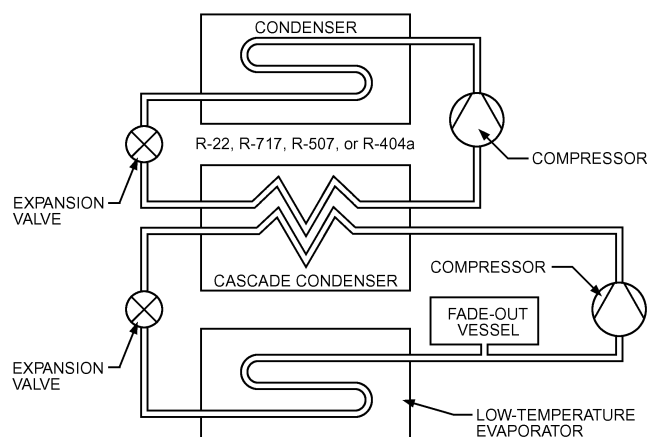 CONDENSER
R-22, R-717, R-507, or R-404a
COMPRESSOR
EXPANSION
VALVE
CASCADE CONDENSER
COMPRESSOR
FADE-OUT
VESSEL
EXPANSION
VALVE
LOW-TEMPERATURE
EVAPORATOR